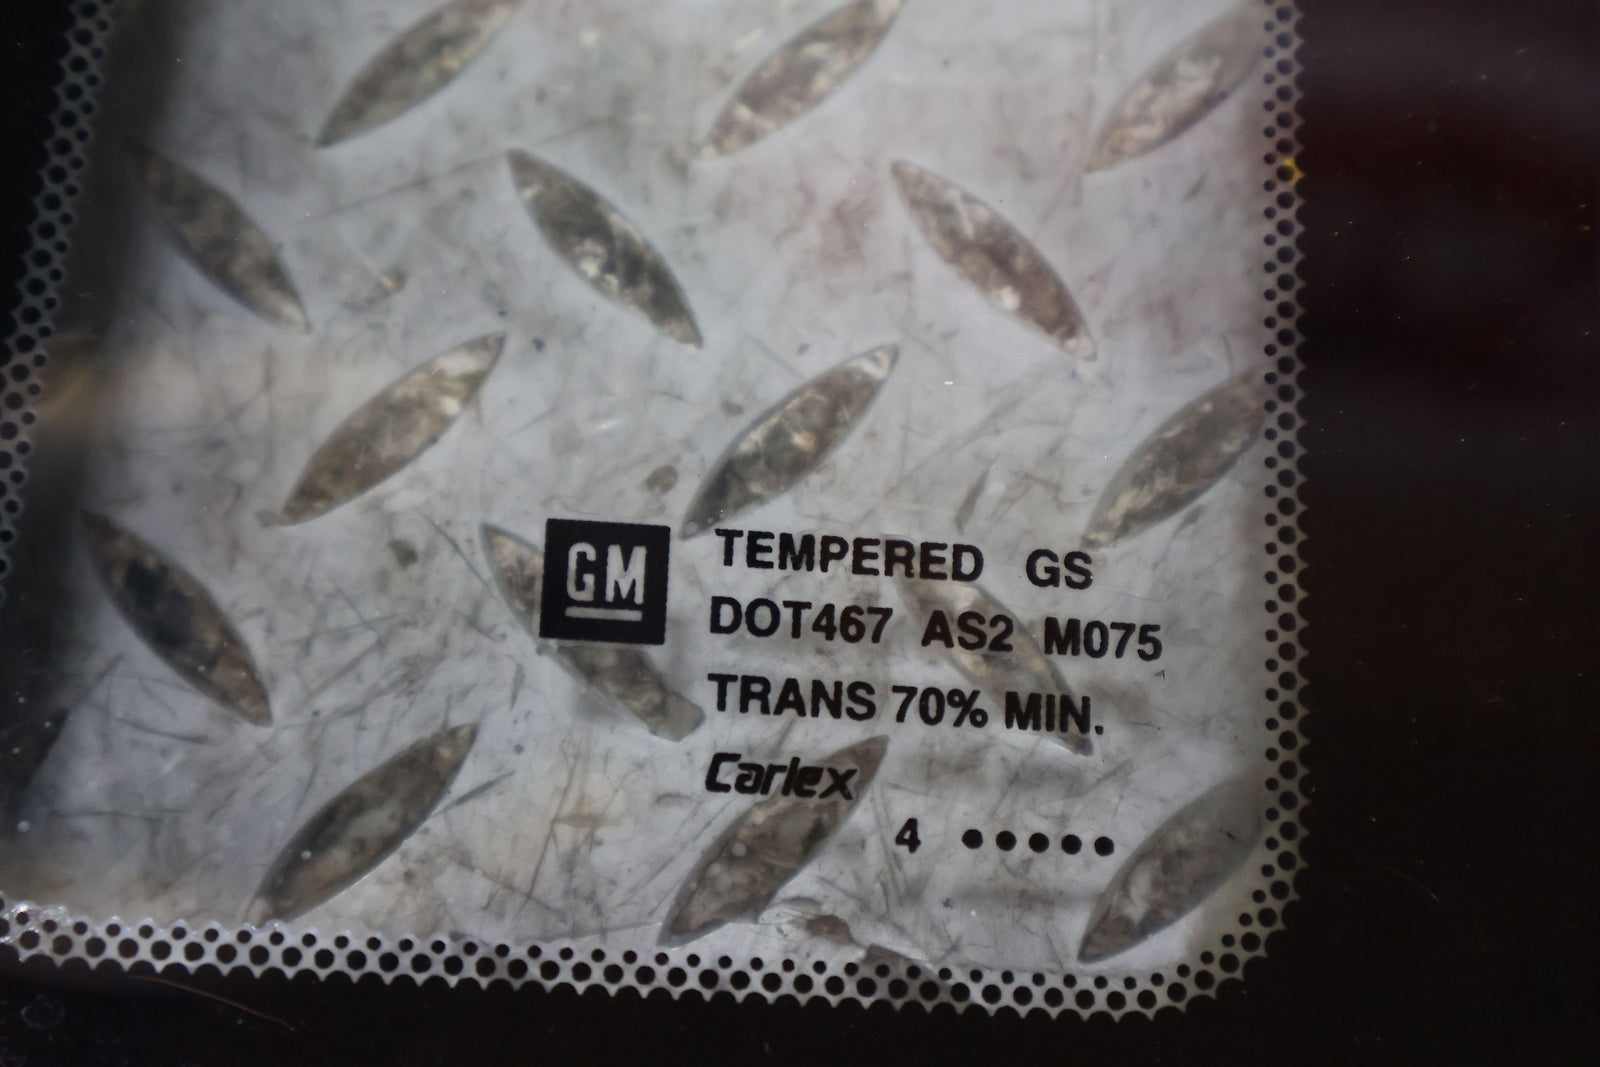 GM
TEMPERED GS
DOT467 AS2 M075
TRANS 70% MIN.
Carlex
4 •••••